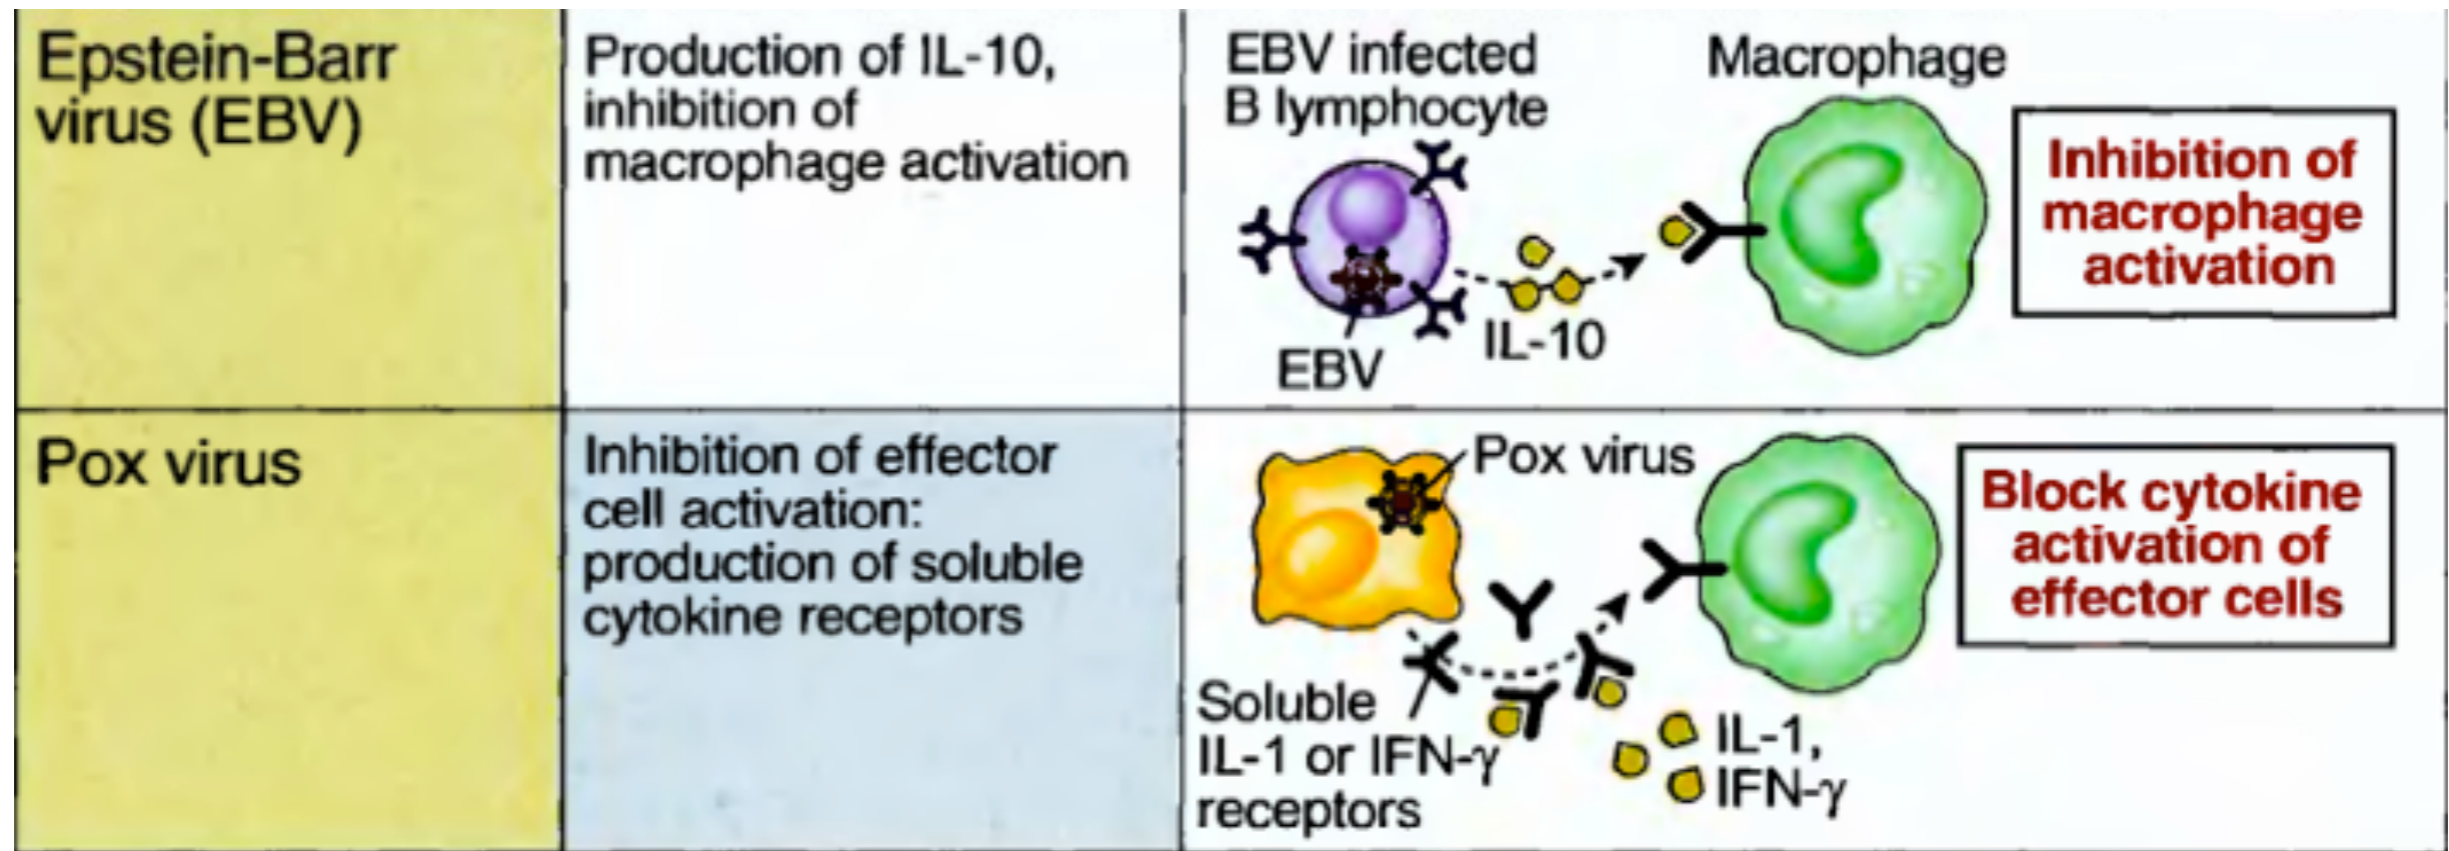 Epstein-Barr
virus (EBV)
Production of IL-10,
inhibition of
macrophage activation
EBV infected
B lymphocyte
Macrophage
EBV
IL-10
Inhibition of
macrophage
activation
Pox virus
Inhibition of effector
cell activation:
production of soluble
cytokine receptors
Pox virus
Soluble
IL-1 or IFN-γ
receptors
IL-1,
IFN-γ
Block cytokine
activation of
effector cells